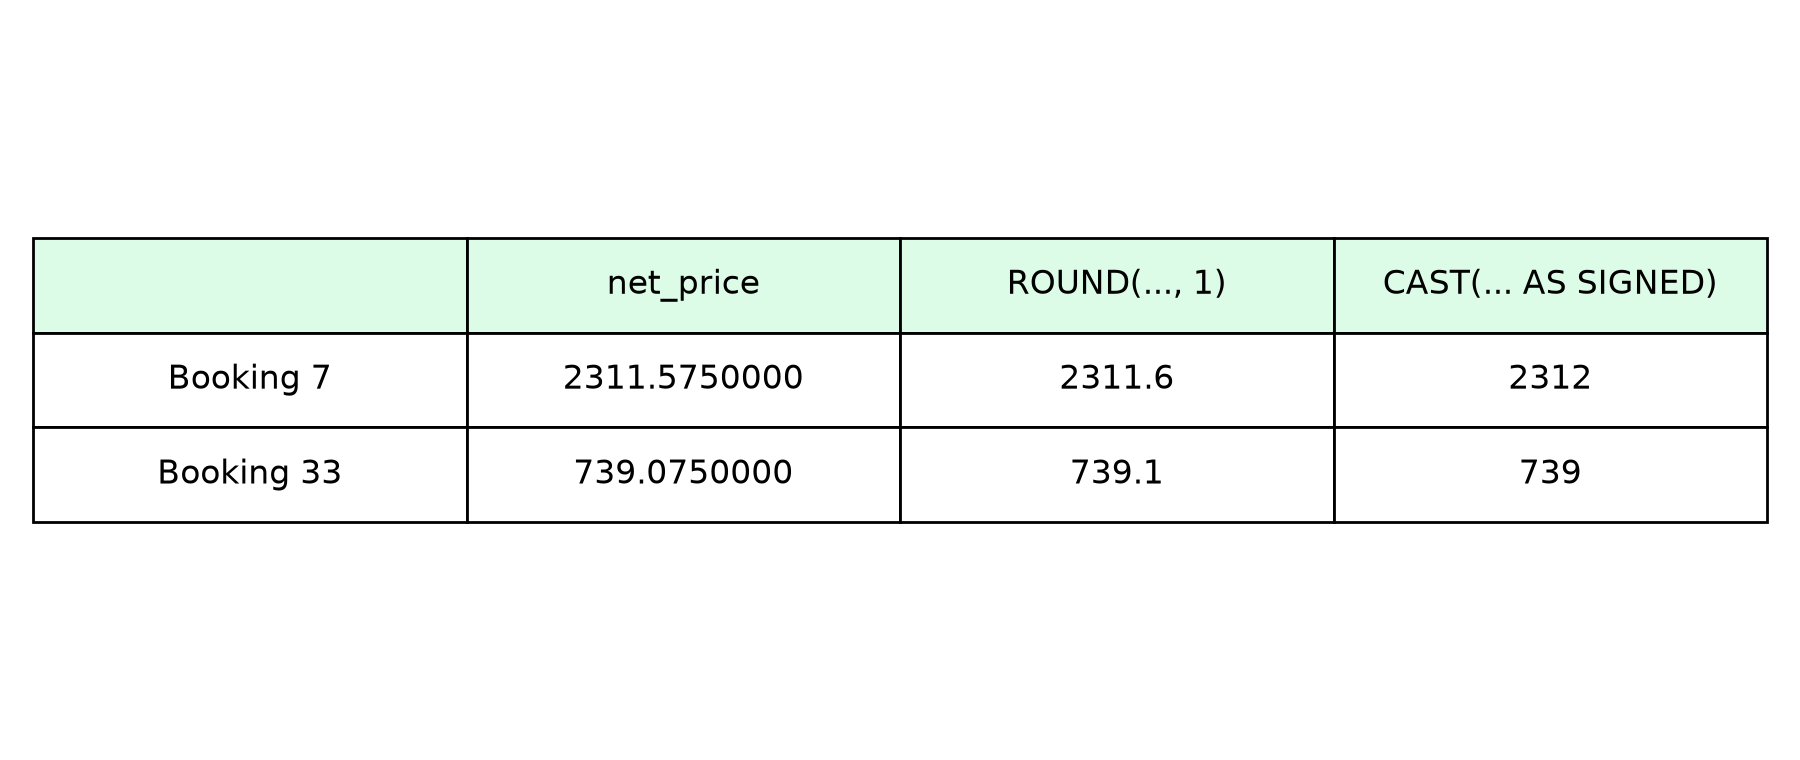 net_price ROUND(..., 1) CAST(... AS SIGNED)
Booking 7 2311.5750000 2311.6 2312
Booking 33 739.0750000 739.1 739